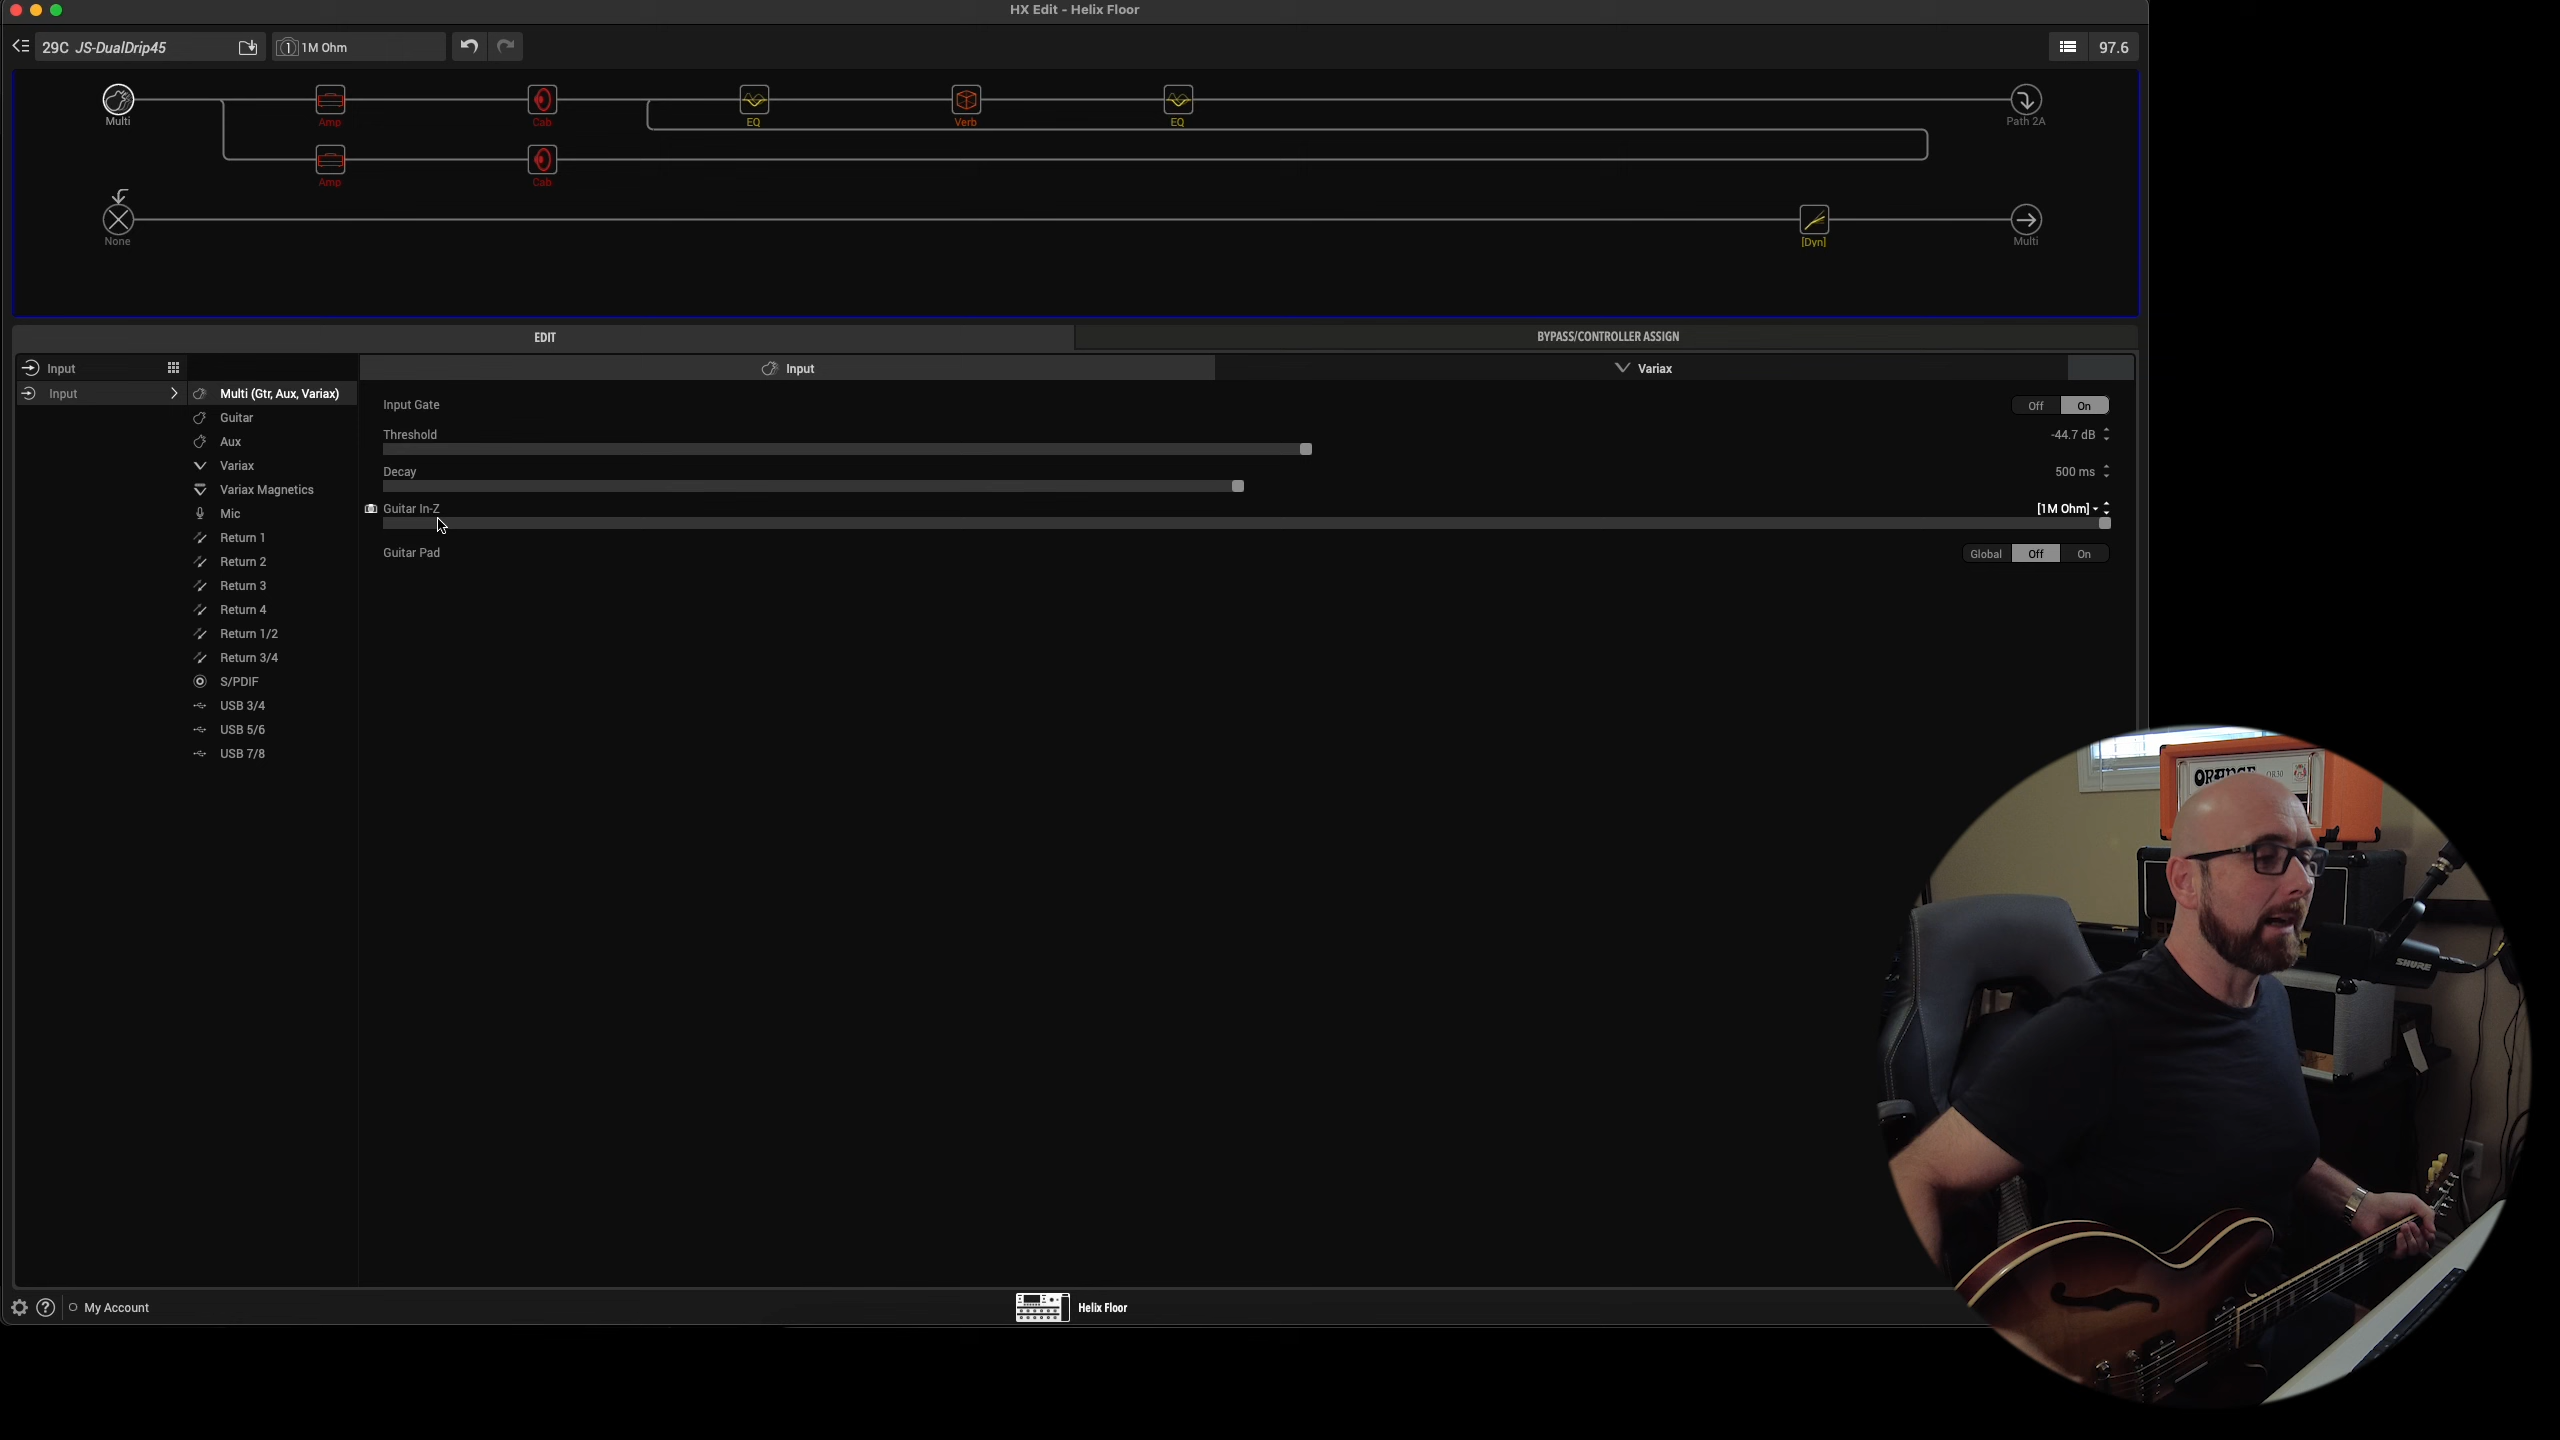 HX Edit - Helix Floor
29C JS-DualDrip45
1 1M Ohm
97.6
Multi
Amp
Cab
EQ
Verb
EQ
Path 2A
Amp
Cab
None
[Dyn]
Multi
EDIT
BYPASS/CONTROLLER ASSIGN
Input
Input
Variax
Input
Multi (Gtr, Aux, Variax)
Guitar
Aux
Variax
Variax Magnetics
Mic
Return 1
Return 2
Return 3
Return 4
Return 1/2
Return 3/4
S/PDIF
USB 3/4
USB 5/6
USB 7/8
Input Gate
Off
On
Threshold
-44.7 dB
Decay
500 ms
Guitar In-Z
[1M Ohm]
Guitar Pad
Global
Off
On
ORANGE
OR30
SHURE
My Account
Helix Floor